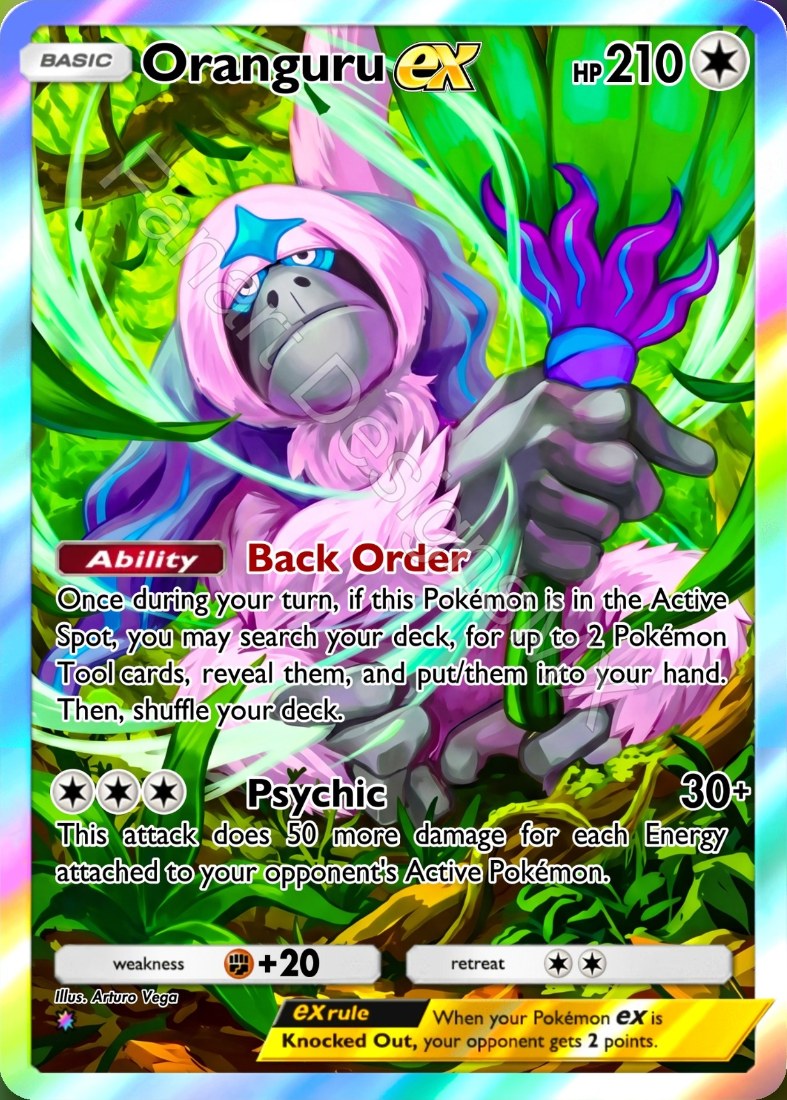 BASIC Oranguru ex HP 210
Fanart Designow X
Ability Back Order
Once during your turn, if this Pokémon is in the Active
Spot, you may search your deck, for up to 2 Pokémon
Tool cards, reveal them, and put them into your hand.
Then, shuffle your deck.
Psychic 30+
This attack does 50 more damage for each Energy
attached to your opponent's Active Pokémon.
weakness +20 retreat
Illus. Arturo Vega
ex rule When your Pokémon ex is
Knocked Out, your opponent gets 2 points.